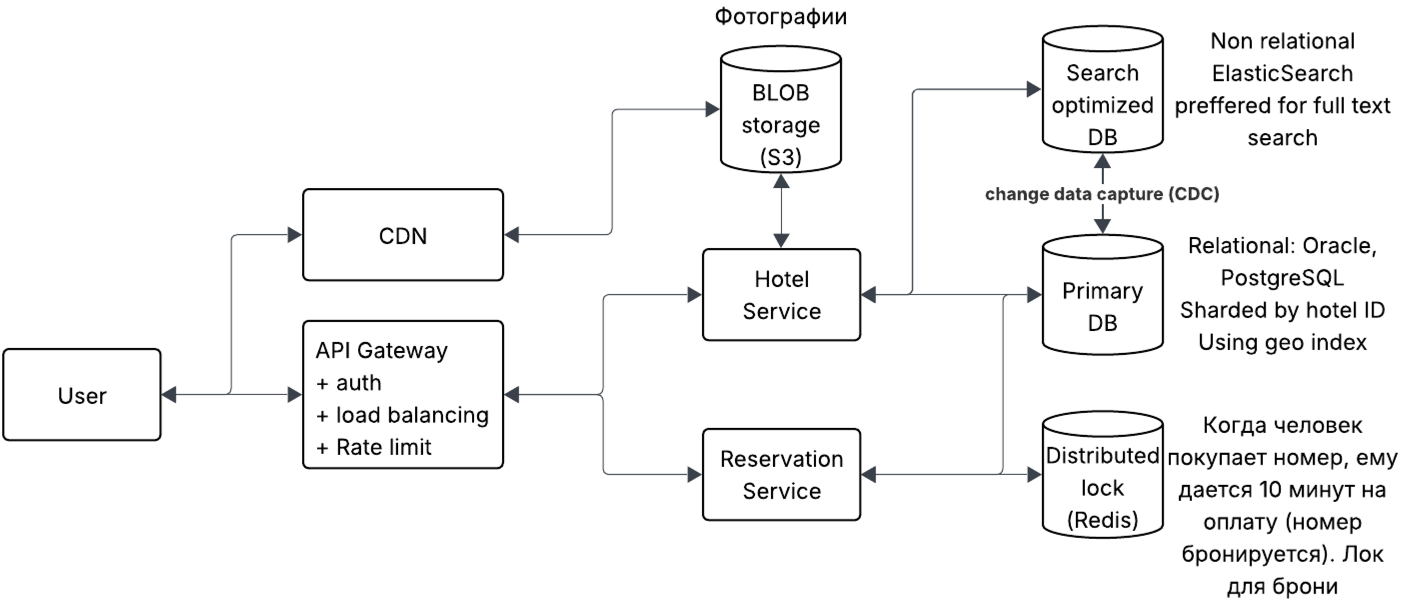 Фотографии
BLOB
storage
(S3)
Search
optimized
DB
Non relational
ElasticSearch
preffered for full text
search
change data capture (CDC)
CDN
Hotel
Service
Primary
DB
Relational: Oracle,
PostgreSQL
Sharded by hotel ID
Using geo index
User
API Gateway
+ auth
+ load balancing
+ Rate limit
Reservation
Service
Distributed
lock
(Redis)
Когда человек
покупает номер, ему
дается 10 минут на
оплату (номер
бронируется). Лок
для брони